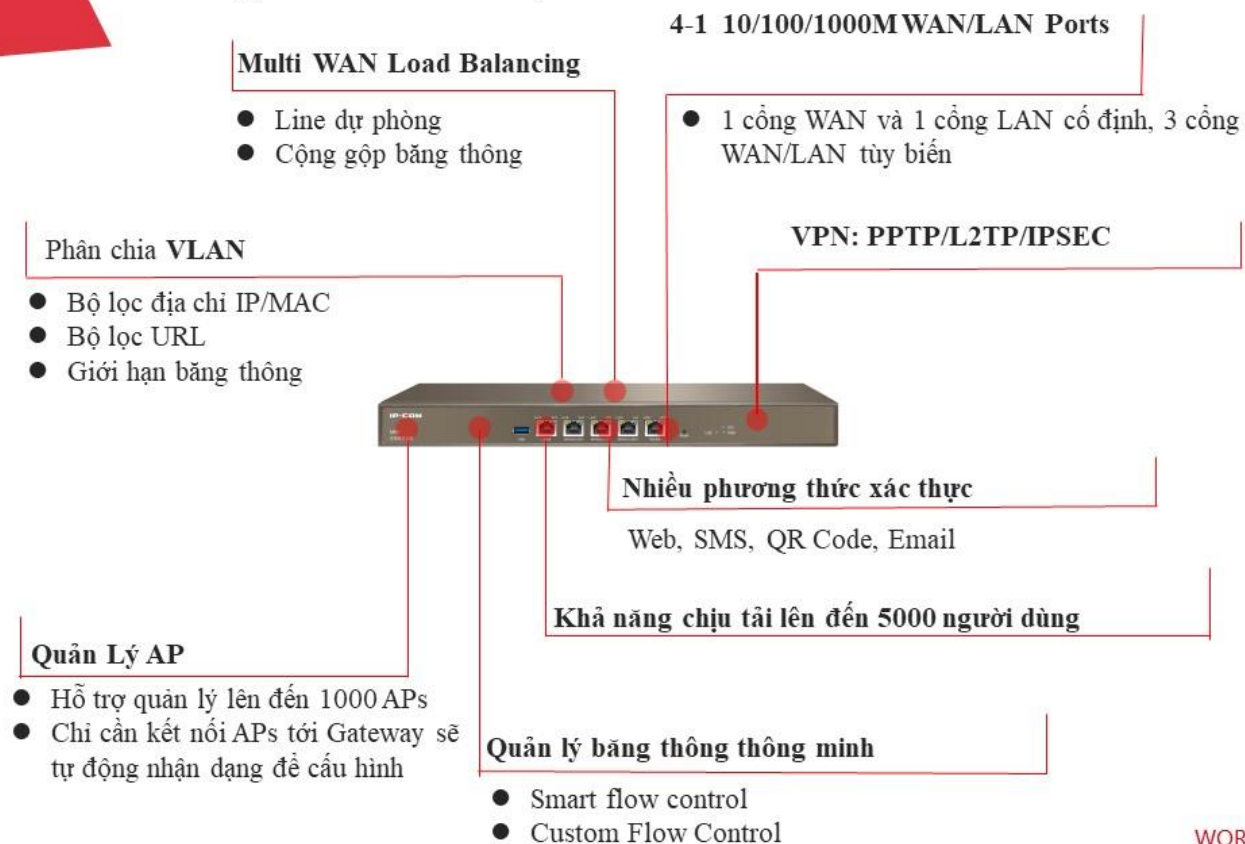 4-1 10/100/1000M WAN/LAN Ports
Multi WAN Load Balancing
● Line dự phòng
● Cộng gộp băng thông
● 1 cổng WAN và 1 cổng LAN cố định, 3 cổng
WAN/LAN tùy biến
Phân chia VLAN
● Bộ lọc địa chỉ IP/MAC
● Bộ lọc URL
● Giới hạn băng thông
VPN: PPTP/L2TP/IPSEC
IP-COM
Nhiều phương thức xác thực
Web, SMS, QR Code, Email
Khả năng chịu tải lên đến 5000 người dùng
Quản Lý AP
● Hỗ trợ quản lý lên đến 1000 APs
● Chỉ cần kết nối APs tới Gateway sẽ
tự động nhận dạng để cấu hình
Quản lý băng thông thông minh
● Smart flow control
● Custom Flow Control
WOR